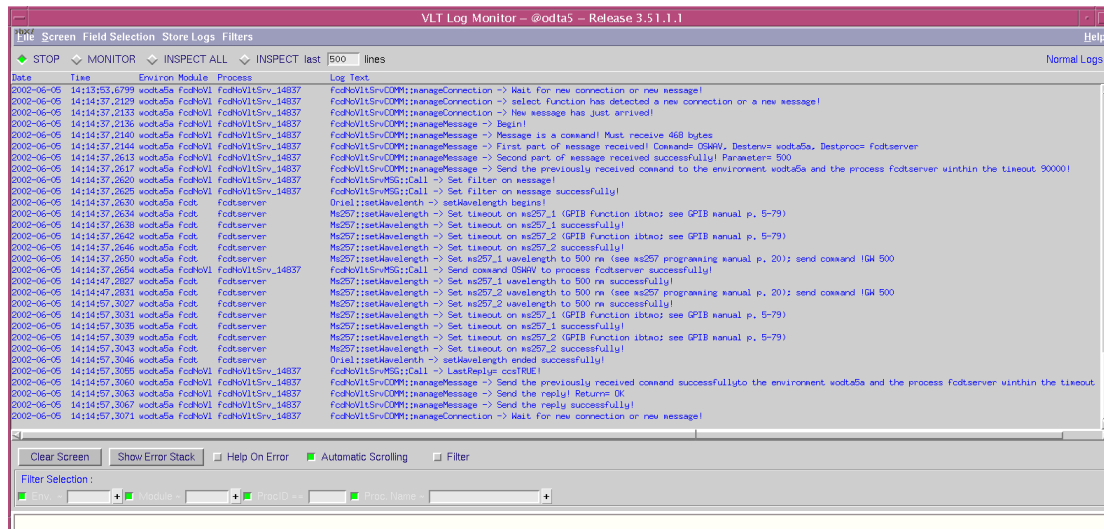 VLT Log Monitor – @odta5 – Release 3.51.1.1
File Screen Field Selection Store Logs Filters Help
STOP MONITOR INSPECT ALL INSPECT last 500 lines Normal Logs
Date Time Environ Module Process Log Text
2002-06-05 14:13:53.6799 wodta5a fcdNoVl fcdNoVltSrv_14837 fcdNoVltSrvCOMM::manageConnection -> Wait for new connection or new message!
2002-06-05 14:14:37.2129 wodta5a fcdNoVl fcdNoVltSrv_14837 fcdNoVltSrvCOMM::manageConnection -> select function has detected a new connection or a new message!
2002-06-05 14:14:37.2133 wodta5a fcdNoVl fcdNoVltSrv_14837 fcdNoVltSrvCOMM::manageConnection -> New message has just arrived!
2002-06-05 14:14:37.2136 wodta5a fcdNoVl fcdNoVltSrv_14837 fcdNoVltSrvCOMM::manageMessage -> Begin!
2002-06-05 14:14:37.2140 wodta5a fcdNoVl fcdNoVltSrv_14837 fcdNoVltSrvCOMM::manageMessage -> Message is a command! Must receive 468 bytes
2002-06-05 14:14:37.2144 wodta5a fcdNoVl fcdNoVltSrv_14837 fcdNoVltSrvCOMM::manageMessage -> First part of message received! Command= OSWAV, Destenv= wodta5a, Destproc= fcdtserver
2002-06-05 14:14:37.2613 wodta5a fcdNoVl fcdNoVltSrv_14837 fcdNoVltSrvCOMM::manageMessage -> Second part of message received successfully! Parameter= 500
2002-06-05 14:14:37.2617 wodta5a fcdNoVl fcdNoVltSrv_14837 fcdNoVltSrvCOMM::manageMessage -> Send the previously received command to the environment wodta5a and the process fcdtserver winthin the timeout 90000!
2002-06-05 14:14:37.2620 wodta5a fcdNoVl fcdNoVltSrv_14837 fcdNoVltSrvMSG::Call -> Set filter on message!
2002-06-05 14:14:37.2625 wodta5a fcdNoVl fcdNoVltSrv_14837 fcdNoVltSrvMSG::Call -> Set filter on message successfully!
2002-06-05 14:14:37.2630 wodta5a fcdt fcdtserver Oriel::setWavelenth -> setWavelength begins!
2002-06-05 14:14:37.2634 wodta5a fcdt fcdtserver Ms257::setWavelength -> Set timeout on ms257_1 (GPIB function ibtmo; see GPIB manual p. 5-79)
2002-06-05 14:14:37.2638 wodta5a fcdt fcdtserver Ms257::setWavelength -> Set timeout on ms257_1 successfully!
2002-06-05 14:14:37.2642 wodta5a fcdt fcdtserver Ms257::setWavelength -> Set timeout on ms257_2 (GPIB function ibtmo; see GPIB manual p. 5-79)
2002-06-05 14:14:37.2646 wodta5a fcdt fcdtserver Ms257::setWavelength -> Set timeout on ms257_2 successfully!
2002-06-05 14:14:37.2650 wodta5a fcdt fcdtserver Ms257::setWavelength -> Set ms257_1 wavelength to 500 nm (see ms257 programming manual p. 20); send command !GW 500
2002-06-05 14:14:37.2654 wodta5a fcdNoVl fcdNoVltSrv_14837 fcdNoVltSrvMSG::Call -> Send command OSWAV to process fcdtserver successfully!
2002-06-05 14:14:47.2827 wodta5a fcdt fcdtserver Ms257::setWavelength -> Set ms257_1 wavelength to 500 nm successfully!
2002-06-05 14:14:47.2831 wodta5a fcdt fcdtserver Ms257::setWavelength -> Set ms257_2 wavelength to 500 nm (see ms257 programming manual p. 20); send command !GW 500
2002-06-05 14:14:57.3027 wodta5a fcdt fcdtserver Ms257::setWavelength -> Set ms257_2 wavelength to 500 nm successfully!
2002-06-05 14:14:57.3031 wodta5a fcdt fcdtserver Ms257::setWavelength -> Set timeout on ms257_1 (GPIB function ibtmo; see GPIB manual p. 5-79)
2002-06-05 14:14:57.3035 wodta5a fcdt fcdtserver Ms257::setWavelength -> Set timeout on ms257_1 successfully!
2002-06-05 14:14:57.3039 wodta5a fcdt fcdtserver Ms257::setWavelength -> Set timeout on ms257_2 (GPIB function ibtmo; see GPIB manual p. 5-79)
2002-06-05 14:14:57.3043 wodta5a fcdt fcdtserver Ms257::setWavelength -> Set timeout on ms257_2 successfully!
2002-06-05 14:14:57.3046 wodta5a fcdt fcdtserver Oriel::setWavelenth -> setWavelength ended successfully!
2002-06-05 14:14:57.3055 wodta5a fcdNoVl fcdNoVltSrv_14837 fcdNoVltSrvMSG::Call -> LastReply= ccsTRUE!
2002-06-05 14:14:57.3060 wodta5a fcdNoVl fcdNoVltSrv_14837 fcdNoVltSrvCOMM::manageMessage -> Send the previously received command successfullyto the environment wodta5a and the process fcdtserver winthin the timeout
2002-06-05 14:14:57.3063 wodta5a fcdNoVl fcdNoVltSrv_14837 fcdNoVltSrvCOMM::manageMessage -> Send the reply! Return= OK
2002-06-05 14:14:57.3067 wodta5a fcdNoVl fcdNoVltSrv_14837 fcdNoVltSrvCOMM::manageMessage -> Send the reply successfully!
2002-06-05 14:14:57.3071 wodta5a fcdNoVl fcdNoVltSrv_14837 fcdNoVltSrvCOMM::manageConnection -> Wait for new connection or new message!
Clear Screen Show Error Stack Help On Error Automatic Scrolling Filter
Filter Selection :
Env = + Module = + ProcID == Proc. Name = +